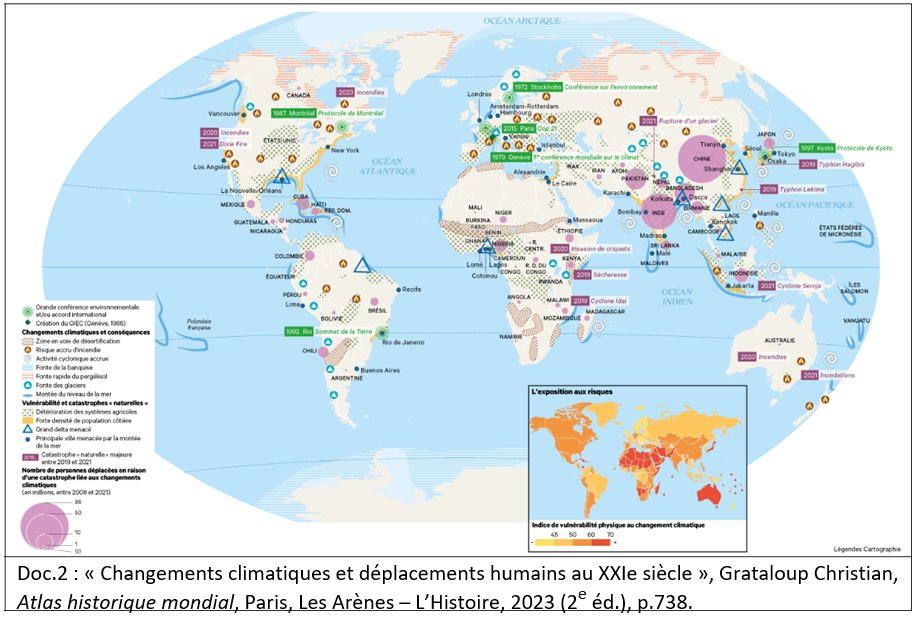 OCÉAN ARCTIQUE
1972 Stockholm Conférence sur l'environnement
CANADA
2023 Incendies
Londres
Amsterdam-Rotterdam
Hambourg
Vancouver
1987 Montréal Protocole de Montréal
2015 Paris Cop 21
Venise
Istanbul
2021 Rupture d'un glacier
JAPON
2020 Incendies
2021 Dixie Fire
ÉTATS-UNIS
New York
1979 Genève 1re conférence mondiale sur le climat
Tianjin
Séoul
Tokyo
Osaka
1997 Kyoto Protocole de Kyoto
Los Angeles
OCÉAN
ATLANTIQUE
Alexandrie
Le Caire
IRAK
IRAN
AFGH.
PAKISTAN
NÉPAL
CHINE
Shanghai
2019 Typhon Hagibis
La Nouvelle-Orléans
Karachi
BANGLADESH
Kolkata
Dacca
2019 Typhon Lekima
MEXIQUE
CUBA
HAÏTI
RÉP. DOM.
MALI
NIGER
Massaoua
Bombay
INDE
BIRMANIE
LAOS
Bangkok
Manille
OCÉAN PACIFIQUE
GUATEMALA
HONDURAS
NICARAGUA
BURKINA
FASO
BÉNIN
GHANA
NIGERIA
ÉTHIOPIE
Madras
CAMBODGE
ÉTATS FÉDÉRÉS
DE MICRONÉSIE
COLOMBIE
R.
CENTR.
CAMEROUN
2020 Invasion de criquets
SRI LANKA
Male
MALDIVES
MALAISIE
ÉQUATEUR
Lomé
Lagos
Cotonou
CONGO
R. D. DU
CONGO
KENYA
RWANDA
2019 Sécheresse
INDONÉSIE
Jakarta
2021 Cyclone Seroja
ÎLES
SALOMON
PÉROU
Lima
Recife
BRÉSIL
BOLIVIE
ANGOLA
MALAWI
2019 Cyclone Idai
MOZAMBIQUE
MADAGASCAR
OCÉAN
INDIEN
VANUATU
Polynésie
française
1992 Rio Sommet de la Terre
Rio de Janeiro
NAMIBIE
AUSTRALIE
CHILI
ARGENTINE
Buenos Aires
2020 Incendies
2021 Inondations
Grande conférence environnementale
et/ou accord international
Création du GIEC (Genève, 1988)
Changements climatiques et conséquences
Zone en voie de désertification
Risque accru d'incendie
Activité cyclonique accrue
Fonte de la banquise
Fonte rapide du pergélisol
Fonte des glaciers
Montée du niveau de la mer
Vulnérabilité et catastrophes « naturelles »
Détérioration des systèmes agricoles
Forte densité de population côtière
Grand delta menacé
Principale ville menacée par la montée
de la mer
Catastrophe « naturelle » majeure
entre 2019 et 2021
Nombre de personnes déplacées en raison
d'une catastrophe liée aux changements
climatiques
(en millions, entre 2008 et 2021)
86
50
10
1
0,1
L'exposition aux risques
Indice de vulnérabilité physique au changement climatique
- 45 50 60 70 +
Légendes Cartographie
Doc.2 : « Changements climatiques et déplacements humains au XXIe siècle », Grataloup Christian,
Atlas historique mondial, Paris, Les Arènes – L'Histoire, 2023 (2e éd.), p.738.